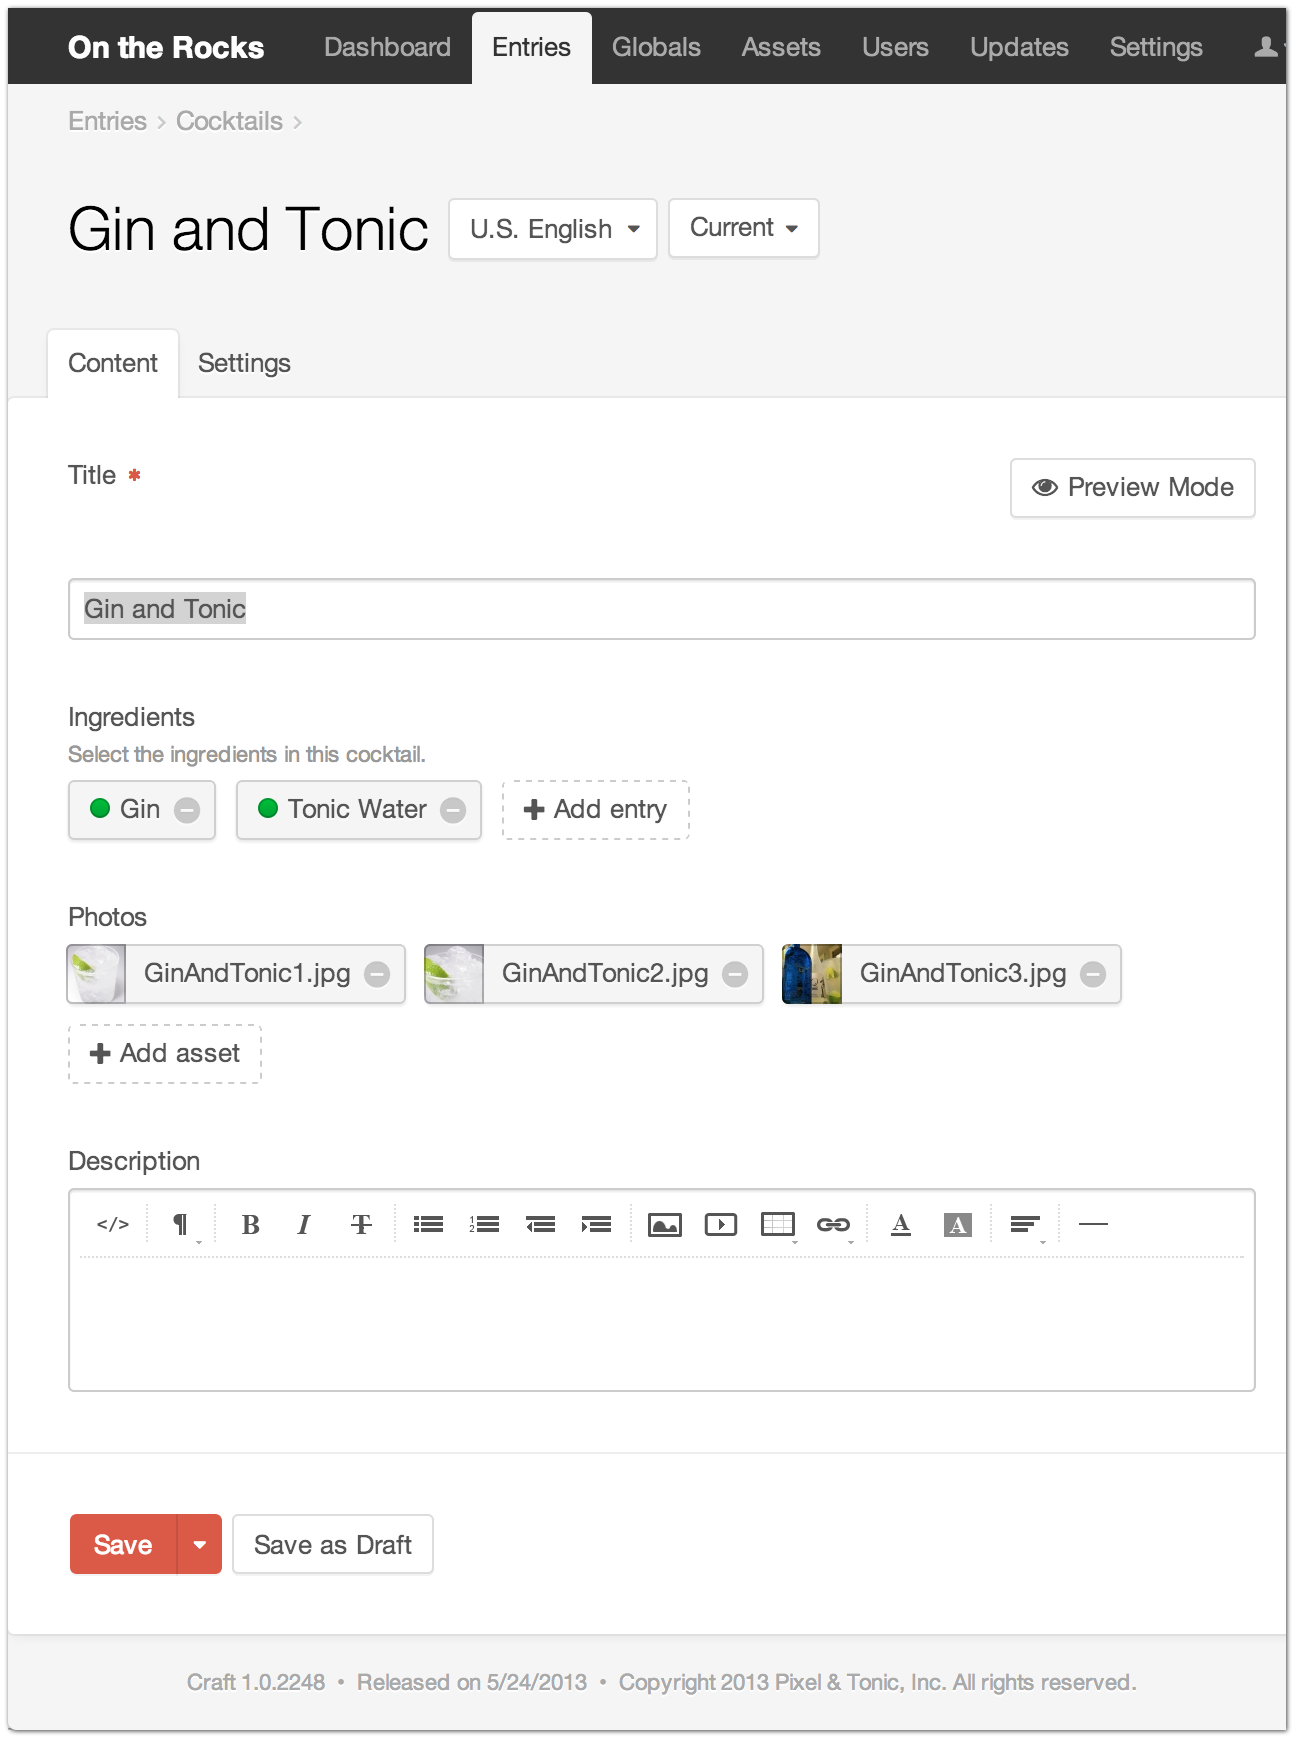 On the Rocks Dashboard Entries Globals Assets Users Updates Settings
Entries › Cocktails ›
Gin and Tonic U.S. English Current
Content Settings
Title *
Preview Mode
Gin and Tonic
Ingredients
Select the ingredients in this cocktail.
Gin Tonic Water + Add entry
Photos
GinAndTonic1.jpg GinAndTonic2.jpg GinAndTonic3.jpg
+ Add asset
Description
</> ¶ B I T A A
Save Save as Draft
Craft 1.0.2248 • Released on 5/24/2013 • Copyright 2013 Pixel & Tonic, Inc. All rights reserved.